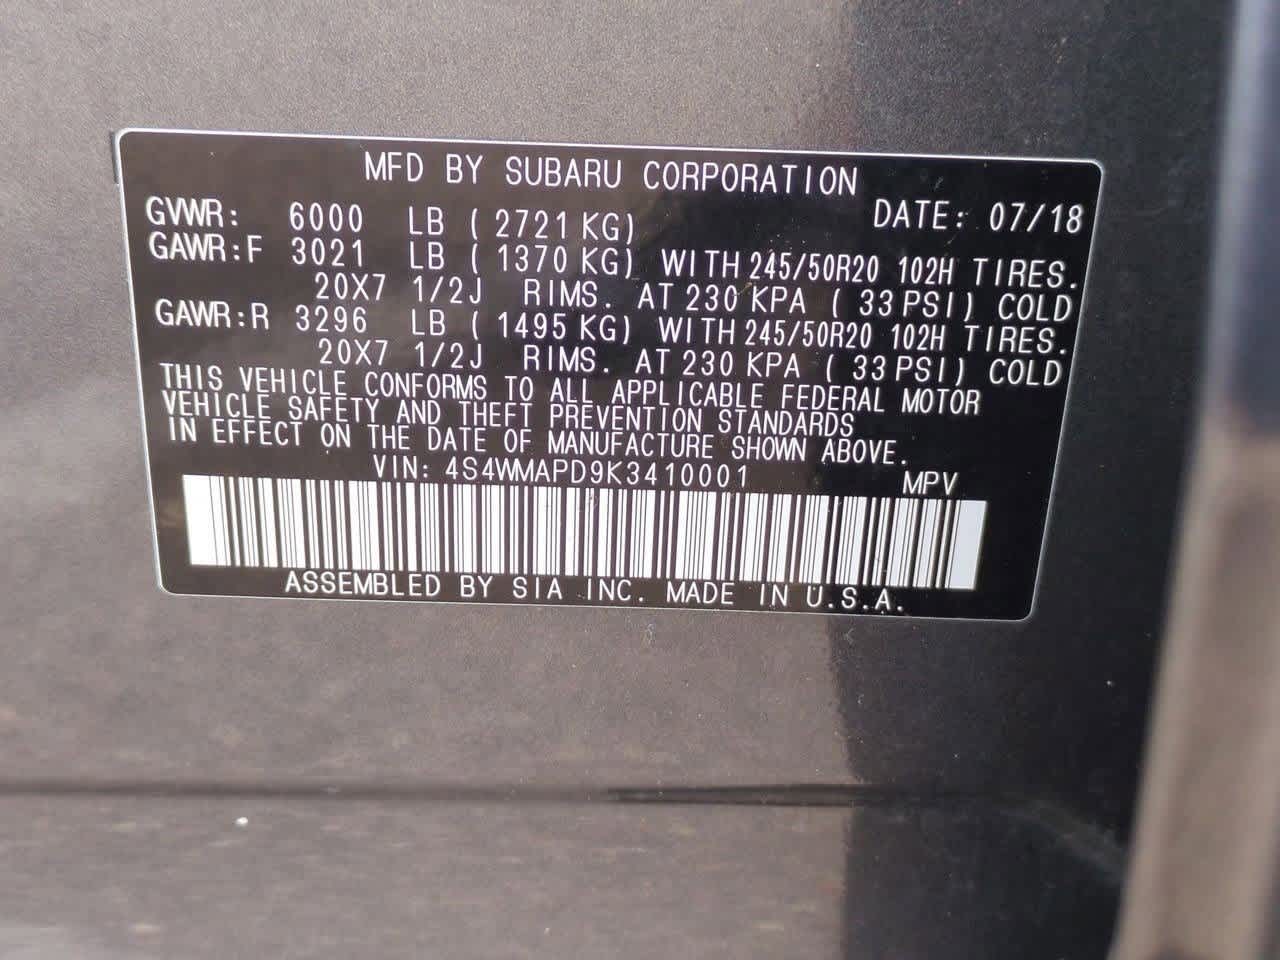 MFD BY SUBARU CORPORATION
GVWR: 6000 LB ( 2721 KG) DATE: 07/18
GAWR:F 3021 LB ( 1370 KG) WITH 245/50R20 102H TIRES.
20X7 1/2J RIMS. AT 230 KPA ( 33 PSI) COLD
GAWR:R 3296 LB ( 1495 KG) WITH 245/50R20 102H TIRES.
20X7 1/2J RIMS. AT 230 KPA ( 33 PSI) COLD
THIS VEHICLE CONFORMS TO ALL APPLICABLE FEDERAL MOTOR
VEHICLE SAFETY AND THEFT PREVENTION STANDARDS
IN EFFECT ON THE DATE OF MANUFACTURE SHOWN ABOVE.
VIN: 4S4WMAPD9K3410001 MPV
ASSEMBLED BY SIA INC. MADE IN U.S.A.